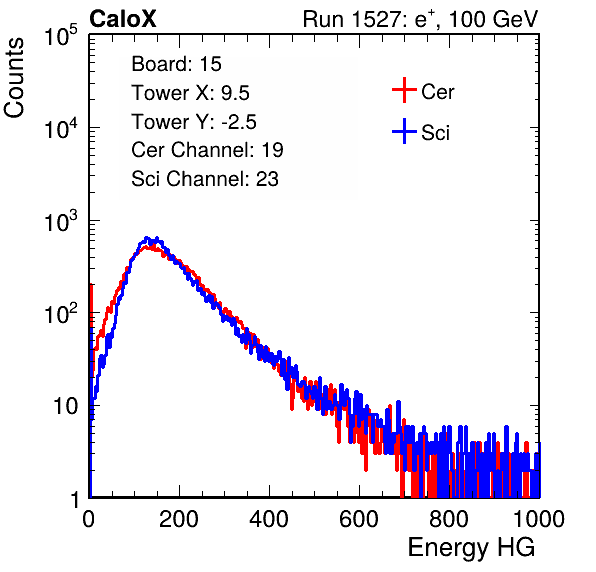 CaloX Run 1527: e⁺, 100 GeV
Counts
Board: 15
Tower X: 9.5
Tower Y: -2.5
Cer Channel: 19
Sci Channel: 23
Cer
Sci
10⁵
10⁴
10³
10²
10
1
0 200 400 600 800 1000
Energy HG